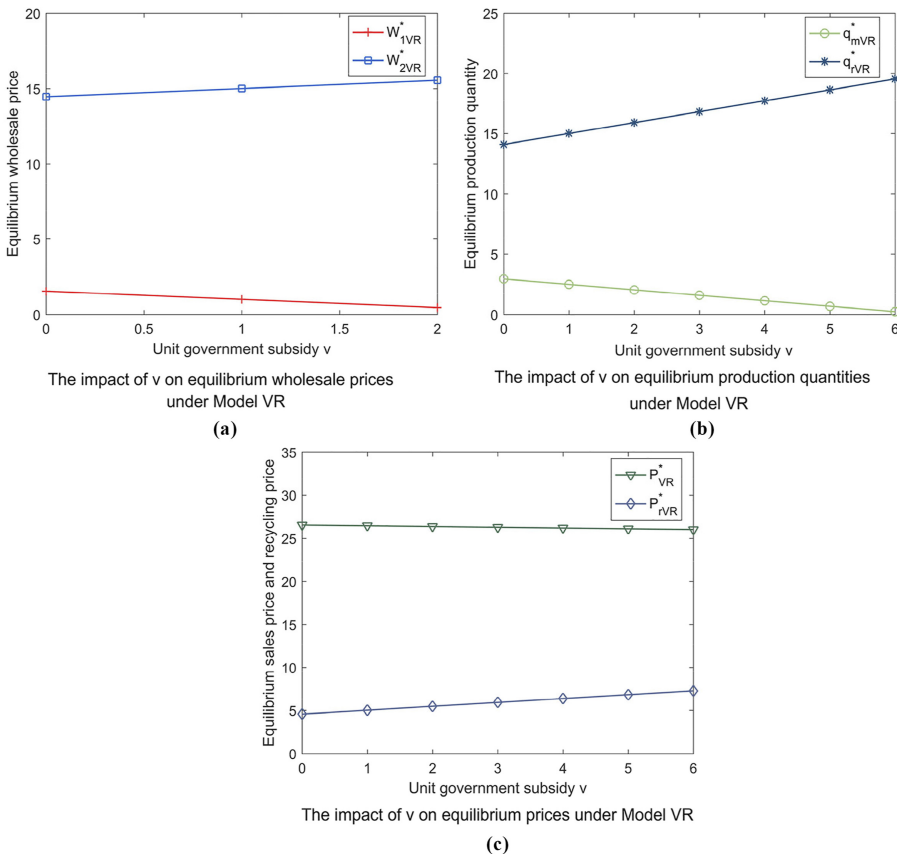 20
15
10
5
0
0
0.5
1
1.5
2
Equilibrium wholesale price
W*1VR
W*2VR
Unit government subsidy v
The impact of v on equilibrium wholesale prices
under Model VR
(a)
25
20
15
10
5
0
0
1
2
3
4
5
6
Equilibrium production quantity
q*mVR
q*rVR
Unit government subsidy v
The impact of v on equilibrium production quantities
under Model VR
(b)
35
30
25
20
15
10
5
0
0
1
2
3
4
5
6
Equilibrium sales price and recycling price
P*VR
P*rVR
Unit government subsidy v
The impact of v on equilibrium prices under Model VR
(c)